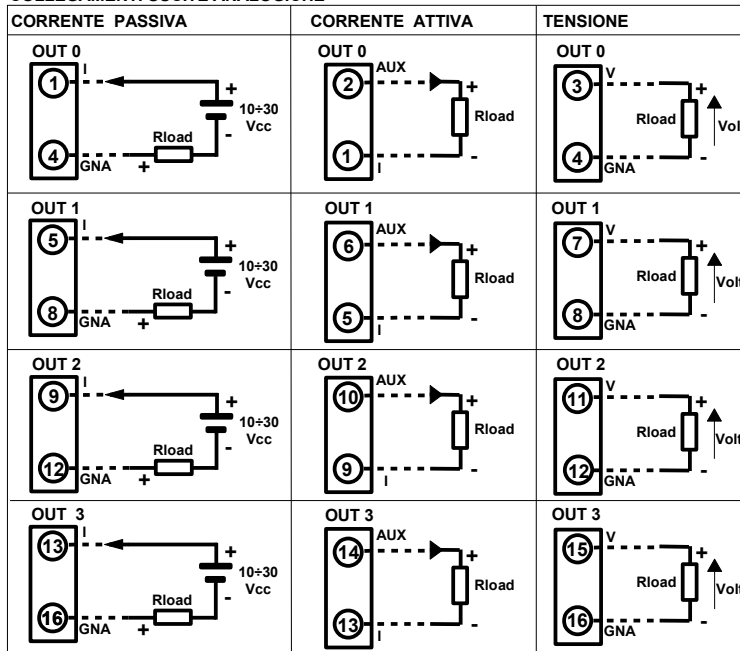 CORRENTE PASSIVA
CORRENTE ATTIVA
TENSIONE
OUT 0
1
I
+
10÷30
Vcc
-
Rload
4
GNA
+
OUT 0
2
AUX
+
Rload
1
I
-
OUT 0
3
V
+
Rload
4
GNA
-
OUT 1
5
I
+
10÷30
Vcc
-
Rload
8
GNA
+
OUT 1
6
AUX
+
Rload
5
I
-
OUT 1
7
V
+
Rload
8
GNA
-
OUT 2
9
I
+
10÷30
Vcc
-
Rload
12
GNA
+
OUT 2
10
AUX
+
Rload
9
I
-
OUT 2
11
V
+
Rload
12
GNA
-
OUT 3
13
I
+
10÷30
Vcc
-
Rload
16
GNA
+
OUT 3
14
AUX
+
Rload
13
I
-
OUT 3
15
V
+
Rload
16
GNA
-